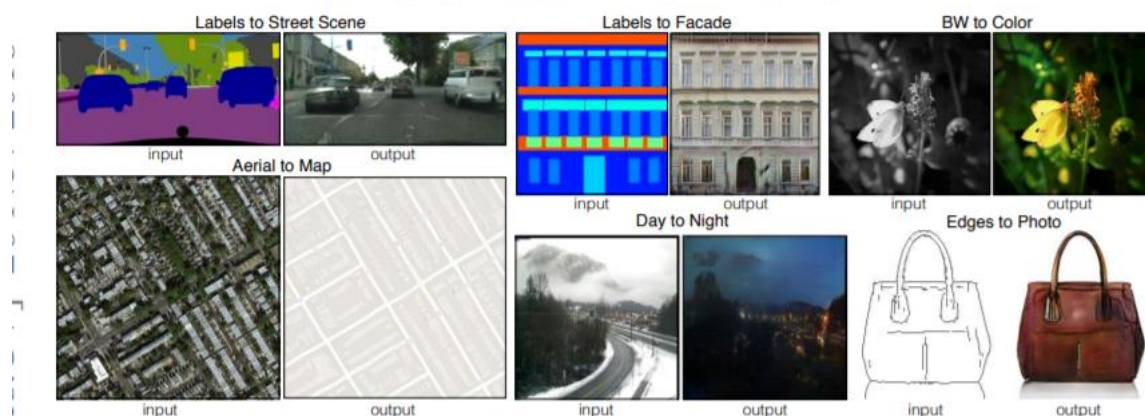 Labels to Street Scene
input
output
Aerial to Map
input
output
Labels to Facade
input
output
BW to Color
input
output
Day to Night
input
output
Edges to Photo
input
output